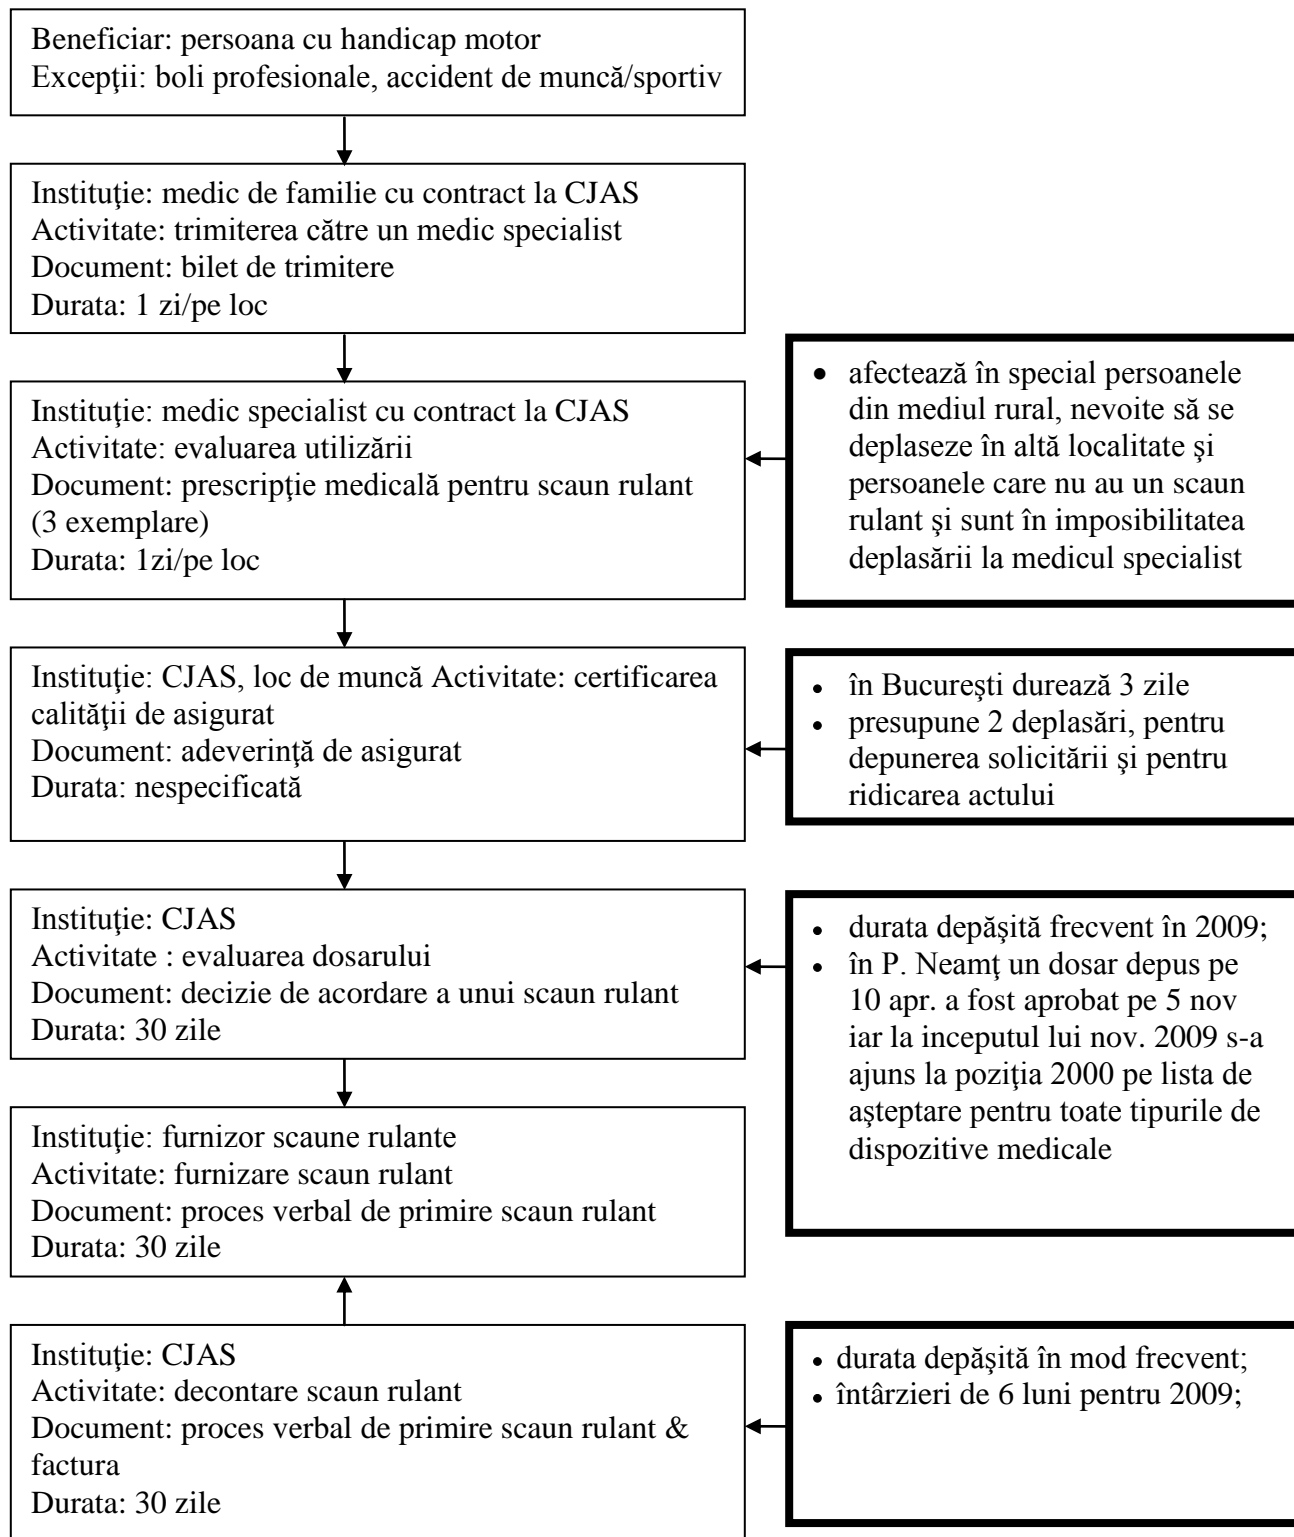 Beneficiar: persoana cu handicap motor
Excepţii: boli profesionale, accident de muncă/sportiv
Instituţie: medic de familie cu contract la CJAS
Activitate: trimiterea către un medic specialist
Document: bilet de trimitere
Durata: 1 zi/pe loc
Instituţie: medic specialist cu contract la CJAS
Activitate: evaluarea utilizării
Document: prescripţie medicală pentru scaun rulant
(3 exemplare)
Durata: 1zi/pe loc
• afectează în special persoanele
din mediul rural, nevoite să se
deplaseze în altă localitate şi
persoanele care nu au un scaun
rulant şi sunt în imposibilitatea
deplasării la medicul specialist
Instituţie: CJAS, loc de muncă Activitate: certificarea
calităţii de asigurat
Document: adeverinţă de asigurat
Durata: nespecificată
• în Bucureşti durează 3 zile
• presupune 2 deplasări, pentru
depunerea solicitării şi pentru
ridicarea actului
Instituţie: CJAS
Activitate : evaluarea dosarului
Document: decizie de acordare a unui scaun rulant
Durata: 30 zile
• durata depăşită frecvent în 2009;
• în P. Neamţ un dosar depus pe
10 apr. a fost aprobat pe 5 nov
iar la inceputul lui nov. 2009 s-a
ajuns la poziţia 2000 pe lista de
aşteptare pentru toate tipurile de
dispozitive medicale
Instituţie: furnizor scaune rulante
Activitate: furnizare scaun rulant
Document: proces verbal de primire scaun rulant
Durata: 30 zile
Instituţie: CJAS
Activitate: decontare scaun rulant
Document: proces verbal de primire scaun rulant &
factura
Durata: 30 zile
• durata depăşită în mod frecvent;
• întârzieri de 6 luni pentru 2009;